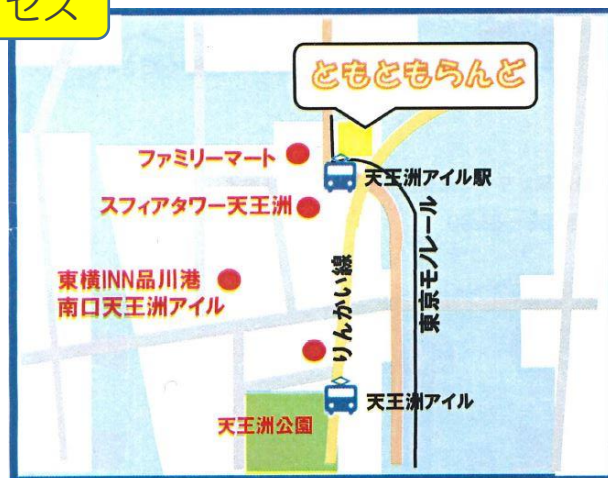 セス
ともともらんど
ファミリーマート
天王洲アイル駅
スフィアタワー天王洲
東横INN品川港
南口天王洲アイル
りんかい線
東京モノレール
天王洲アイル
天王洲公園